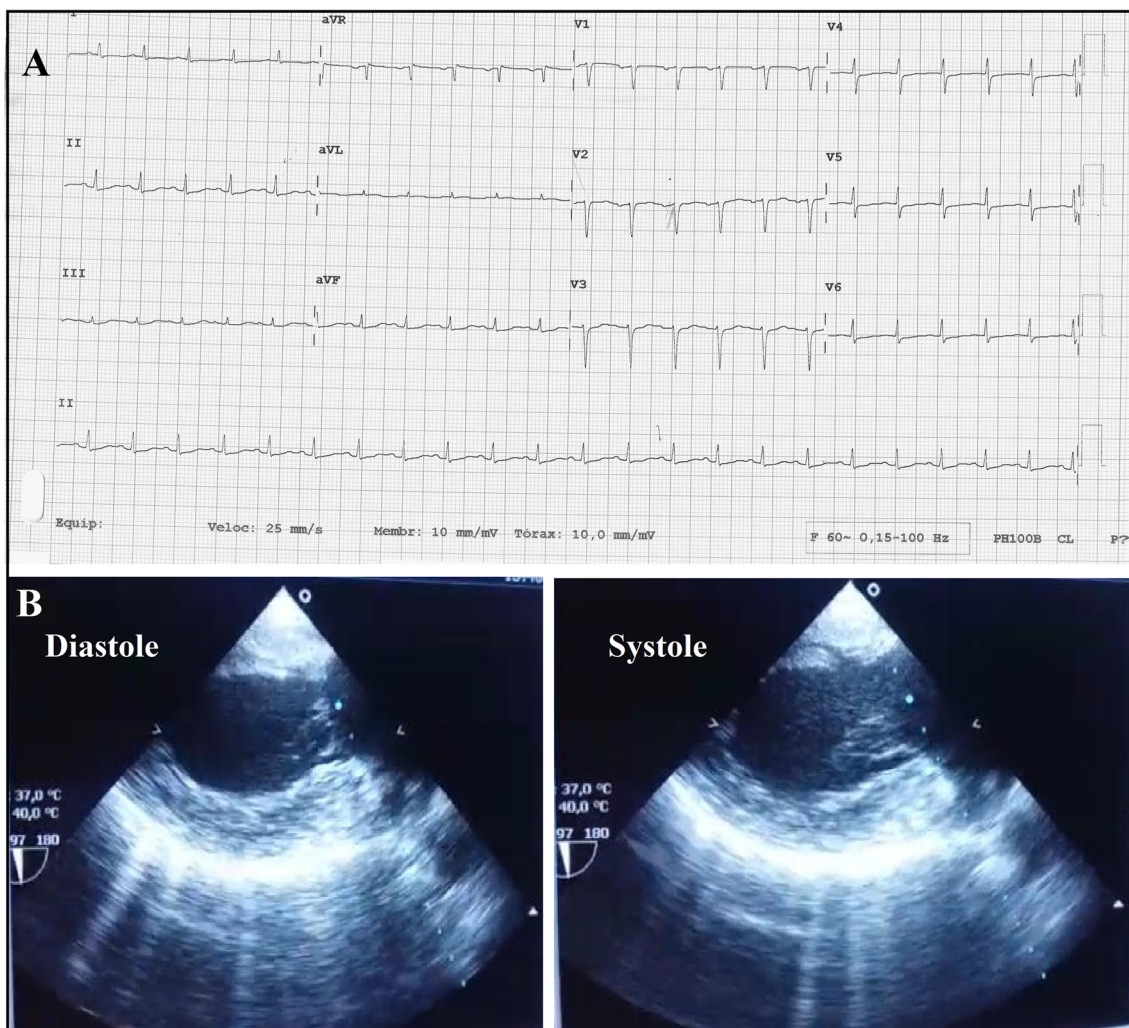 A
I aVR V1 V4
II aVL V2 V5
III aVF V3 V6
II
Equip: Veloc: 25 mm/s Membr: 10 mm/mV Tórax: 10,0 mm/mV F 60~ 0,15-100 Hz PH100B CL P?
B
Diastole
37,0 °C
40,0 °C
97 180
Systole
37,0 °C
40,0 °C
97 180